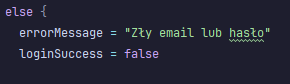 else {
errorMessage = "Zły email lub hasło"
loginSuccess = false